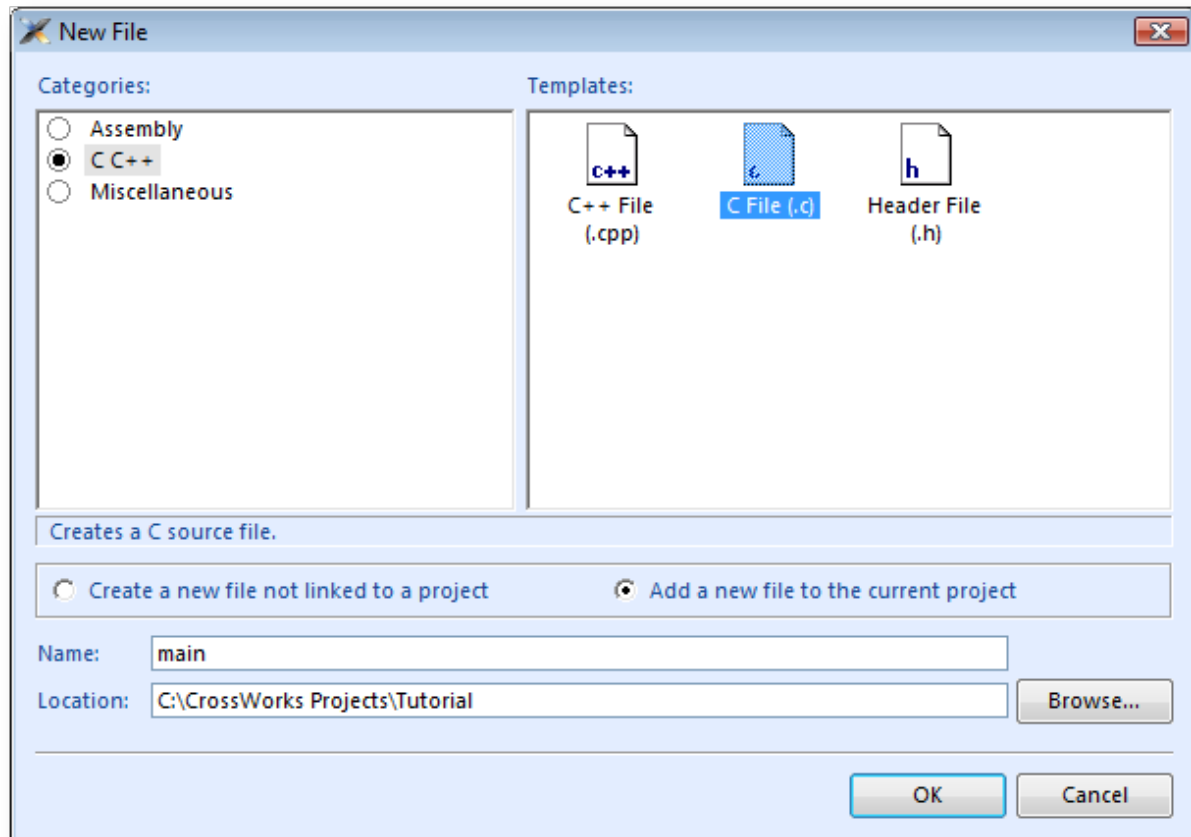 New File
Categories:
Templates:
Assembly
C C++
Miscellaneous
c++
c
h
C++ File
(.cpp)
C File (.c)
Header File
(.h)
Creates a C source file.
Create a new file not linked to a project
Add a new file to the current project
Name:
main
Location:
C:\CrossWorks Projects\Tutorial
Browse...
OK
Cancel